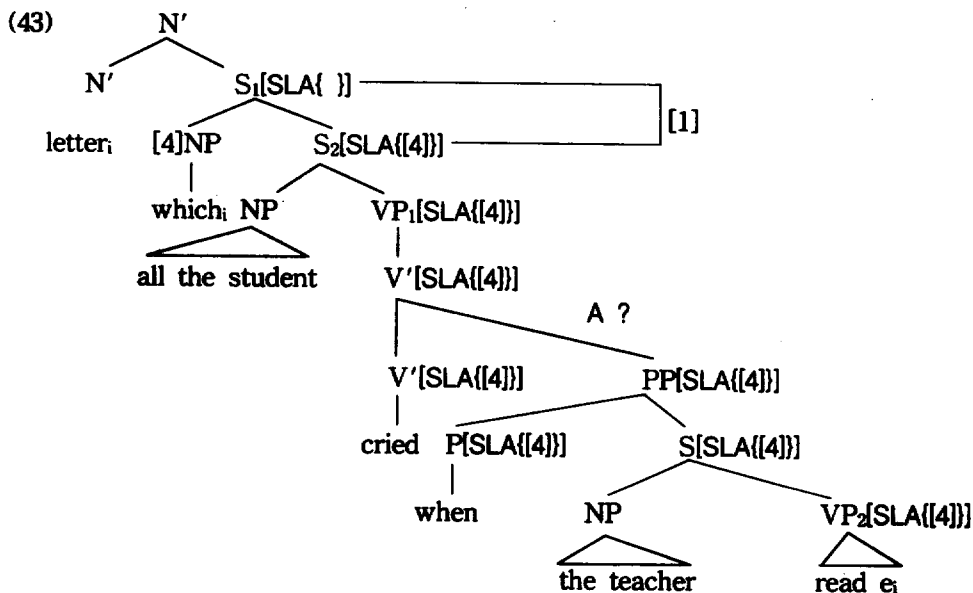 (43)
N′
N′ S₁[SLA{ }]
[1]
letterᵢ [4]NP S₂[SLA{[4]}]
whichᵢ NP VP₁[SLA{[4]}]
all the student V′[SLA{[4]}]
A ?
V′[SLA{[4]}] PP[SLA{[4]}]
cried P[SLA{[4]}] S[SLA{[4]}]
when NP VP₂[SLA{[4]}]
the teacher read eᵢ